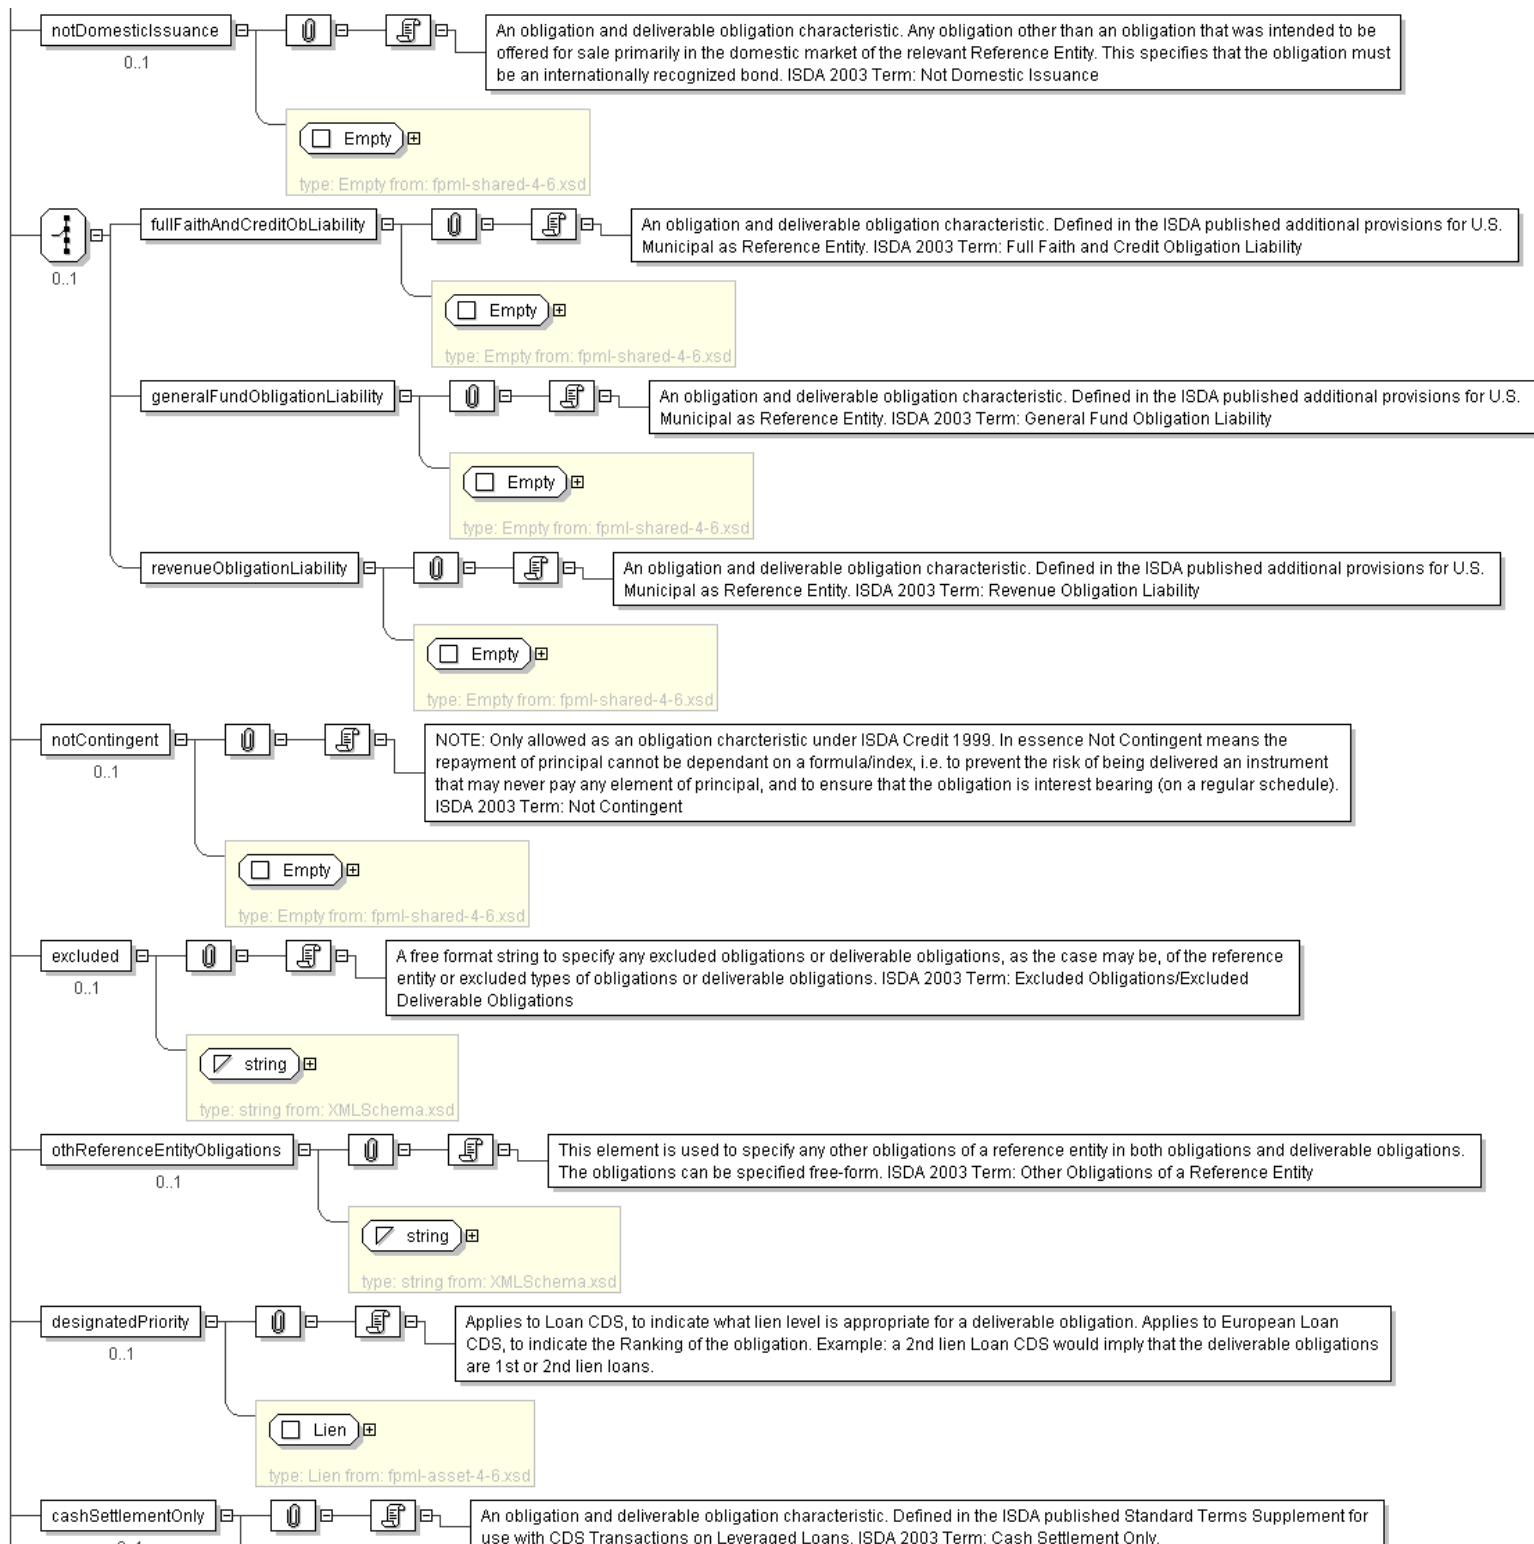 notDomesticIssuance
0..1
An obligation and deliverable obligation characteristic. Any obligation other than an obligation that was intended to be
offered for sale primarily in the domestic market of the relevant Reference Entity. This specifies that the obligation must
be an internationally recognized bond. ISDA 2003 Term: Not Domestic Issuance
Empty
type: Empty from: fpml-shared-4-6.xsd
0..1
fullFaithAndCreditObLiability
An obligation and deliverable obligation characteristic. Defined in the ISDA published additional provisions for U.S.
Municipal as Reference Entity. ISDA 2003 Term: Full Faith and Credit Obligation Liability
Empty
type: Empty from: fpml-shared-4-6.xsd
generalFundObligationLiability
An obligation and deliverable obligation characteristic. Defined in the ISDA published additional provisions for U.S.
Municipal as Reference Entity. ISDA 2003 Term: General Fund Obligation Liability
Empty
type: Empty from: fpml-shared-4-6.xsd
revenueObligationLiability
An obligation and deliverable obligation characteristic. Defined in the ISDA published additional provisions for U.S.
Municipal as Reference Entity. ISDA 2003 Term: Revenue Obligation Liability
Empty
type: Empty from: fpml-shared-4-6.xsd
notContingent
0..1
NOTE: Only allowed as an obligation charcteristic under ISDA Credit 1999. In essence Not Contingent means the
repayment of principal cannot be dependant on a formula/index, i.e. to prevent the risk of being delivered an instrument
that may never pay any element of principal, and to ensure that the obligation is interest bearing (on a regular schedule).
ISDA 2003 Term: Not Contingent
Empty
type: Empty from: fpml-shared-4-6.xsd
excluded
0..1
A free format string to specify any excluded obligations or deliverable obligations, as the case may be, of the reference
entity or excluded types of obligations or deliverable obligations. ISDA 2003 Term: Excluded Obligations/Excluded
Deliverable Obligations
string
type: string from: XMLSchema.xsd
othReferenceEntityObligations
0..1
This element is used to specify any other obligations of a reference entity in both obligations and deliverable obligations.
The obligations can be specified free-form. ISDA 2003 Term: Other Obligations of a Reference Entity
string
type: string from: XMLSchema.xsd
designatedPriority
0..1
Applies to Loan CDS, to indicate what lien level is appropriate for a deliverable obligation. Applies to European Loan
CDS, to indicate the Ranking of the obligation. Example: a 2nd lien Loan CDS would imply that the deliverable obligations
are 1st or 2nd lien loans.
Lien
type: Lien from: fpml-asset-4-6.xsd
cashSettlementOnly
0..1
An obligation and deliverable obligation characteristic. Defined in the ISDA published Standard Terms Supplement for
use with CDS Transactions on Leveraged Loans. ISDA 2003 Term: Cash Settlement Only.